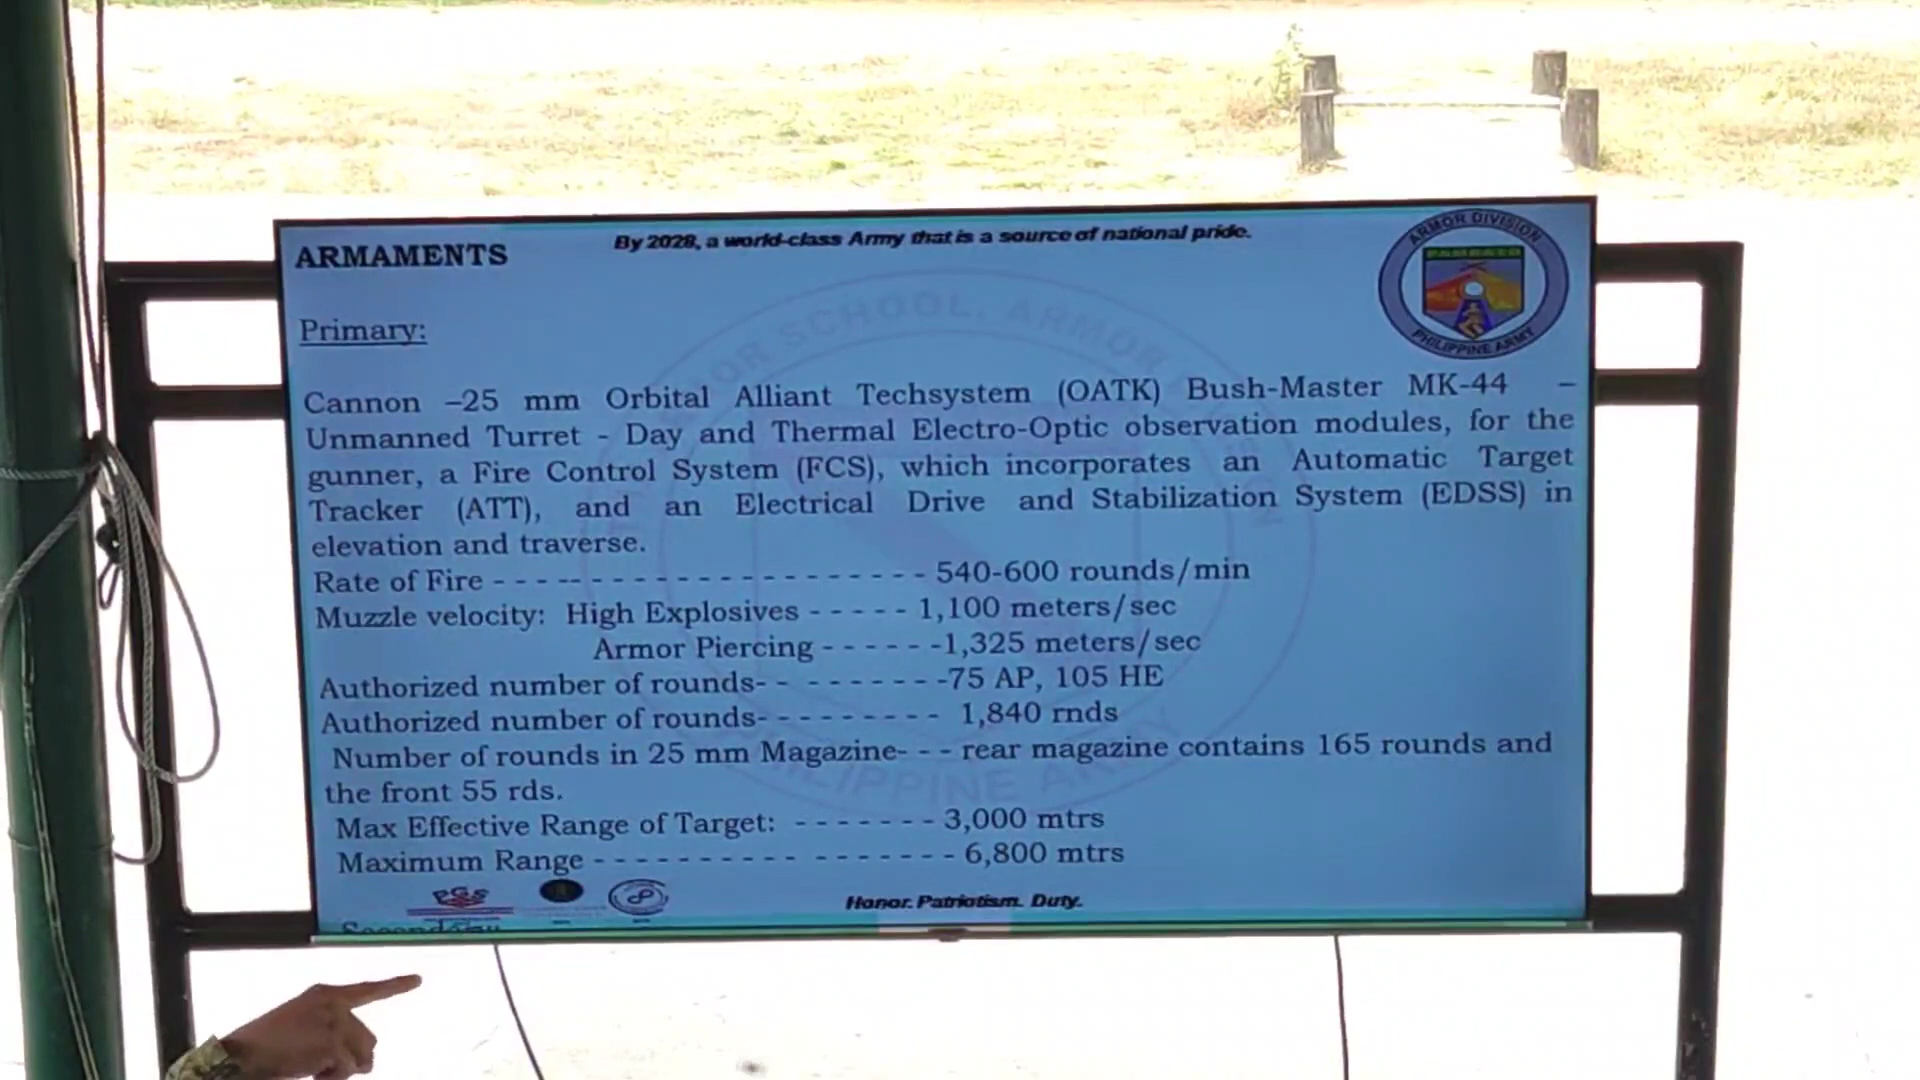 ARMAMENTS
By 2028, a world-class Army that is a source of national pride.
ARMOR DIVISION
PAMBATO
PHILIPPINE ARMY
Primary:
Cannon –25 mm Orbital Alliant Techsystem (OATK) Bush-Master MK-44 –
Unmanned Turret - Day and Thermal Electro-Optic observation modules, for the
gunner, a Fire Control System (FCS), which incorporates an Automatic Target
Tracker (ATT), and an Electrical Drive and Stabilization System (EDSS) in
elevation and traverse.
Rate of Fire - - - - - - - - - - - - - - - - - - - - - - - 540-600 rounds/min
Muzzle velocity: High Explosives - - - - - 1,100 meters/sec
Armor Piercing - - - - - -1,325 meters/sec
Authorized number of rounds- - - - - - - - - -75 AP, 105 HE
Authorized number of rounds- - - - - - - - - 1,840 rnds
Number of rounds in 25 mm Magazine- - - rear magazine contains 165 rounds and
the front 55 rds.
Max Effective Range of Target: - - - - - - - 3,000 mtrs
Maximum Range - - - - - - - - - - - - - - - - - 6,800 mtrs
PGS
Honor. Patriotism. Duty.
SCHOOL, ARMOR
PHILIPPINE ARMY